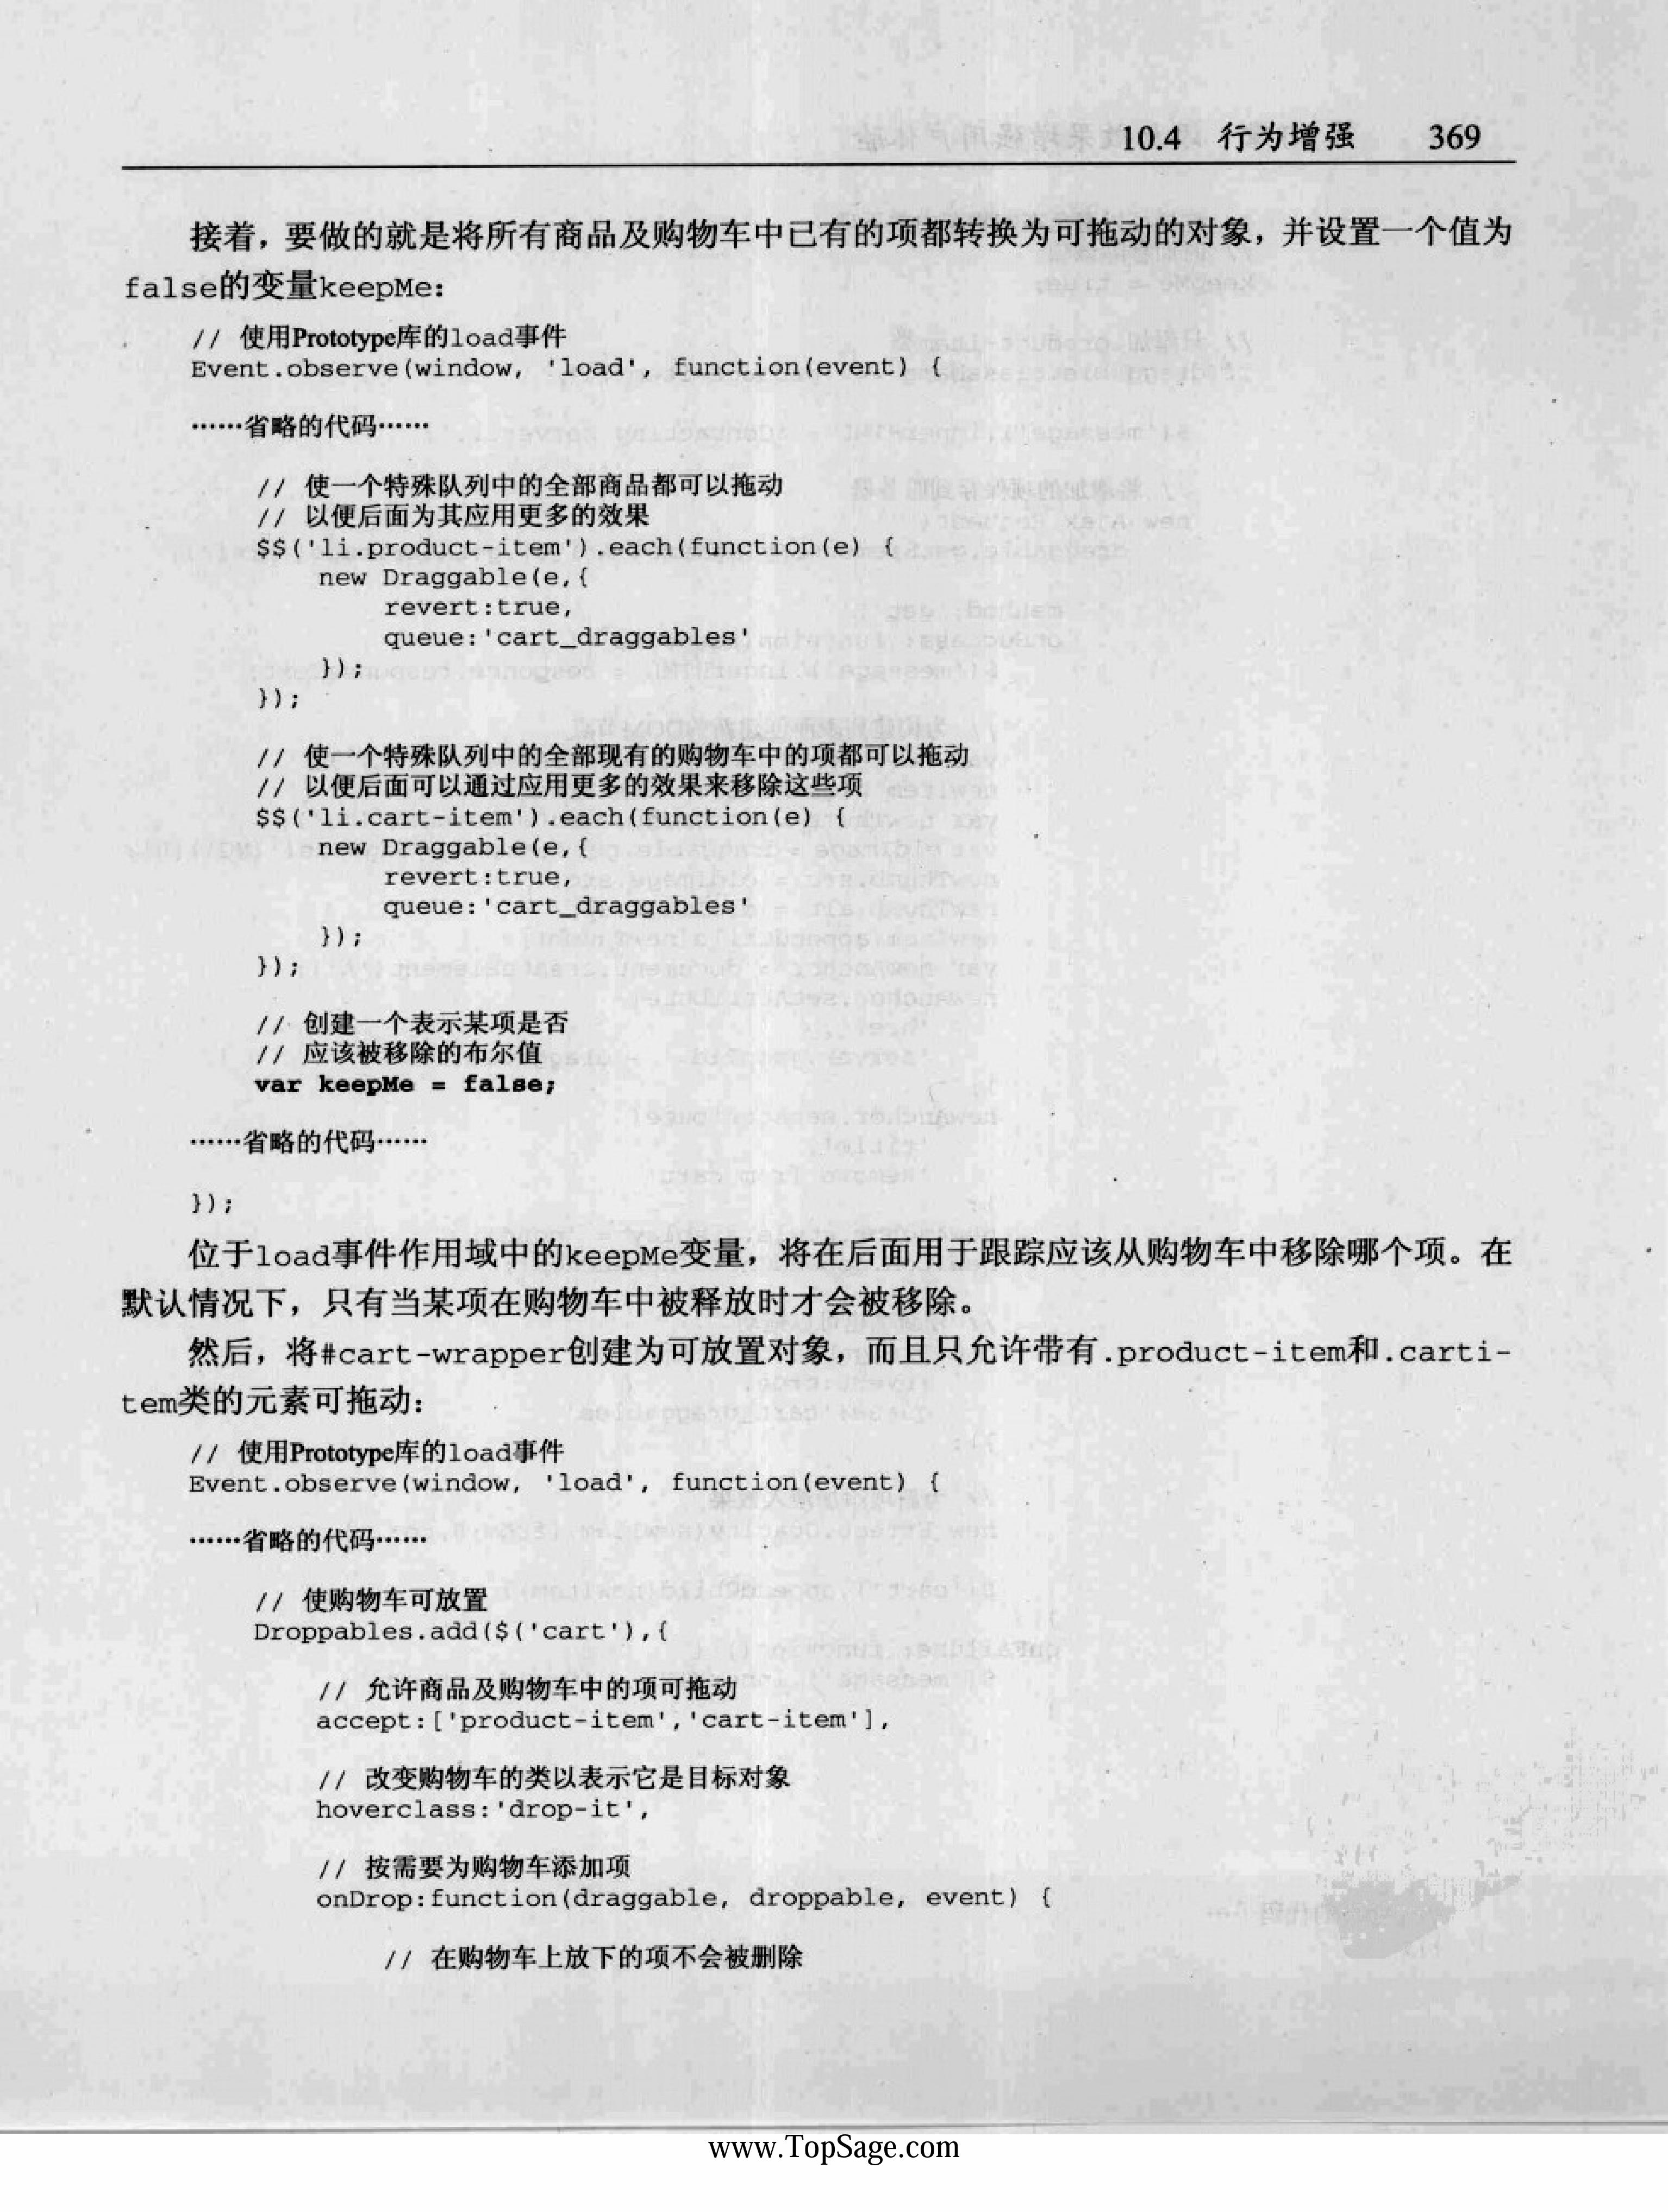 10.4 行为增强 369
接着，要做的就是将所有商品及购物车中已有的项都转换为可拖动的对象，并设置一个值为
false的变量keepMe：
// 使用Prototype库的load事件
Event.observe(window, 'load', function(event) {
……省略的代码……
// 使一个特殊队列中的全部商品都可以拖动
// 以便后面为其应用更多的效果
$$('li.product-item').each(function(e) {
new Draggable(e,{
revert:true,
queue:'cart_draggables'
});
});
// 使一个特殊队列中的全部现有的购物车中的项都可以拖动
// 以便后面可以通过应用更多的效果来移除这些项
$$('li.cart-item').each(function(e) {
new Draggable(e,{
revert:true,
queue:'cart_draggables'
});
});
// 创建一个表示某项是否
// 应该被移除的布尔值
var keepMe = false;
……省略的代码……
});
位于load事件作用域中的keepMe变量，将在后面用于跟踪应该从购物车中移除哪个项。在
默认情况下，只有当某项在购物车中被释放时才会被移除。
然后，将#cart-wrapper创建为可放置对象，而且只允许带有.product-item和.carti-
tem类的元素可拖动：
// 使用Prototype库的load事件
Event.observe(window, 'load', function(event) {
……省略的代码……
// 使购物车可放置
Droppables.add($('cart'),{
// 允许商品及购物车中的项可拖动
accept:['product-item','cart-item'],
// 改变购物车的类以表示它是目标对象
hoverclass:'drop-it',
// 按需要为购物车添加项
onDrop:function(draggable, droppable, event) {
// 在购物车上放下的项不会被删除
www.TopSage.com